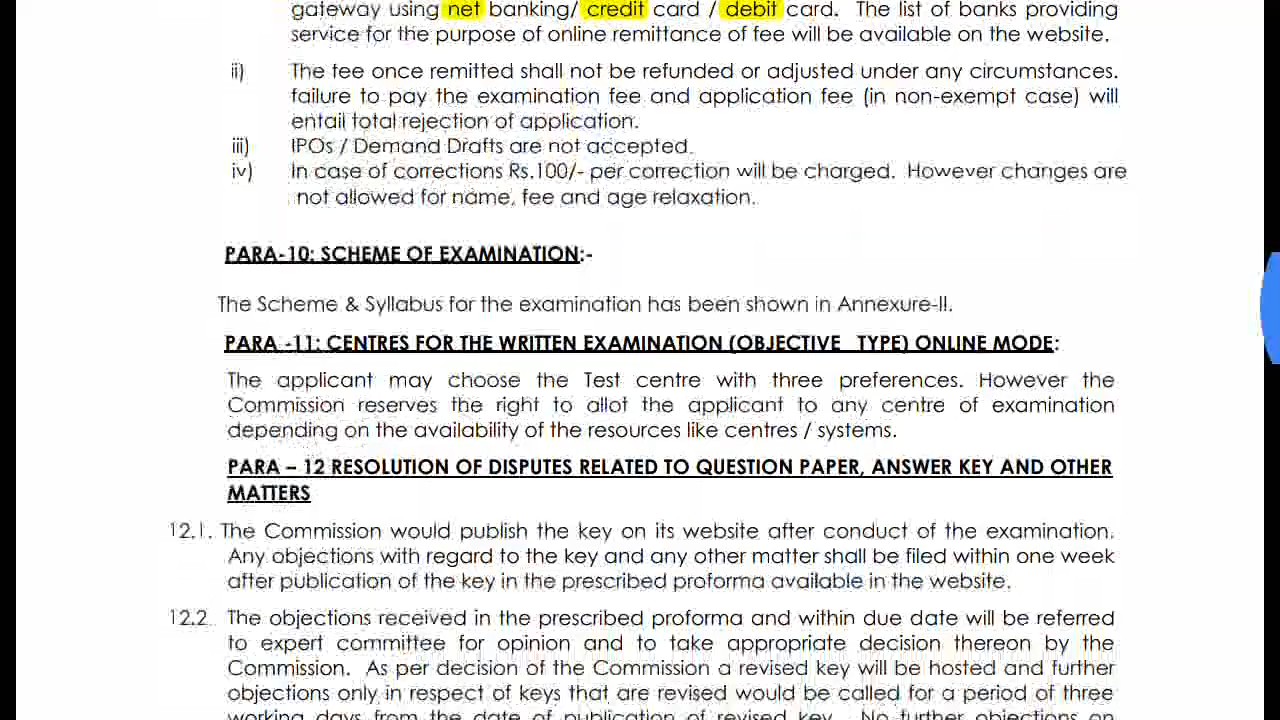 gateway using net banking/ credit card / debit card. The list of banks providing
service for the purpose of online remittance of fee will be available on the website.
ii) The fee once remitted shall not be refunded or adjusted under any circumstances.
failure to pay the examination fee and application fee (in non-exempt case) will
entail total rejection of application.
iii) IPOs / Demand Drafts are not accepted.
iv) In case of corrections Rs.100/- per correction will be charged. However changes are
not allowed for name, fee and age relaxation.
PARA-10: SCHEME OF EXAMINATION:-
The Scheme & Syllabus for the examination has been shown in Annexure-II.
PARA -11: CENTRES FOR THE WRITTEN EXAMINATION (OBJECTIVE TYPE) ONLINE MODE:
The applicant may choose the Test centre with three preferences. However the
Commission reserves the right to allot the applicant to any centre of examination
depending on the availability of the resources like centres / systems.
PARA – 12 RESOLUTION OF DISPUTES RELATED TO QUESTION PAPER, ANSWER KEY AND OTHER
MATTERS
12.1. The Commission would publish the key on its website after conduct of the examination.
Any objections with regard to the key and any other matter shall be filed within one week
after publication of the key in the prescribed proforma available in the website.
12.2 The objections received in the prescribed proforma and within due date will be referred
to expert committee for opinion and to take appropriate decision thereon by the
Commission. As per decision of the Commission a revised key will be hosted and further
objections only in respect of keys that are revised would be called for a period of three
working days from the date of publication of revised key. No further objections on